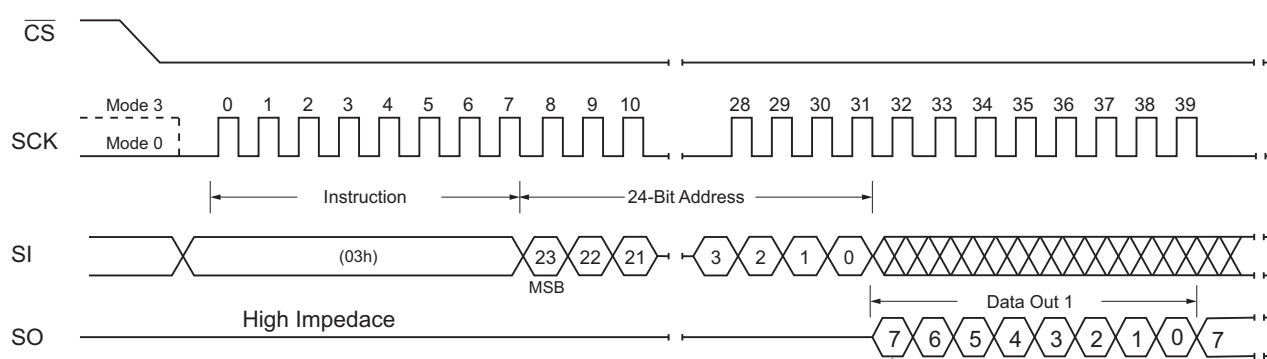 CS
Mode 3
0 1 2 3 4 5 6 7 8 9 10 28 29 30 31 32 33 34 35 36 37 38 39
SCK
Mode 0
Instruction
24-Bit Address
SI
(03h)
23 22 21 3 2 1 0
MSB
Data Out 1
High Impedace
SO
7 6 5 4 3 2 1 0 7